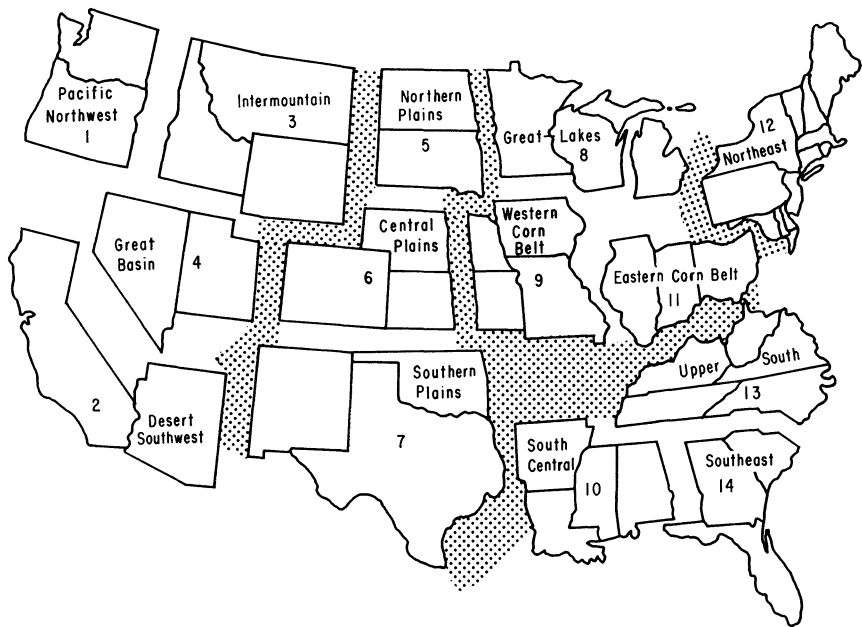 Pacific
Northwest
1
Intermountain
3
Northern
Plains
5
Great Lakes
8
12
Northeast
Great
Basin
4
Central
Plains
6
Western
Corn
Belt
9
Eastern Corn Belt
11
2
Desert
Southwest
Southern
Plains
7
South
Central
10
Upper South
13
Southeast
14